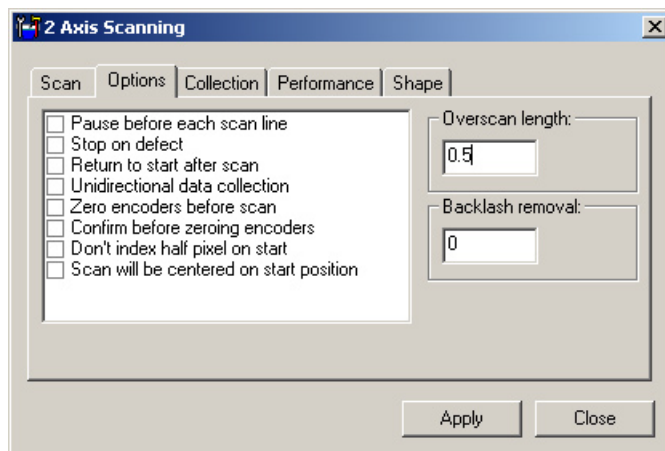 2 Axis Scanning
Scan Options Collection Performance Shape
Pause before each scan line
Stop on defect
Return to start after scan
Unidirectional data collection
Zero encoders before scan
Confirm before zeroing encoders
Don't index half pixel on start
Scan will be centered on start position
Overscan length:
0.5
Backlash removal:
0
Apply Close